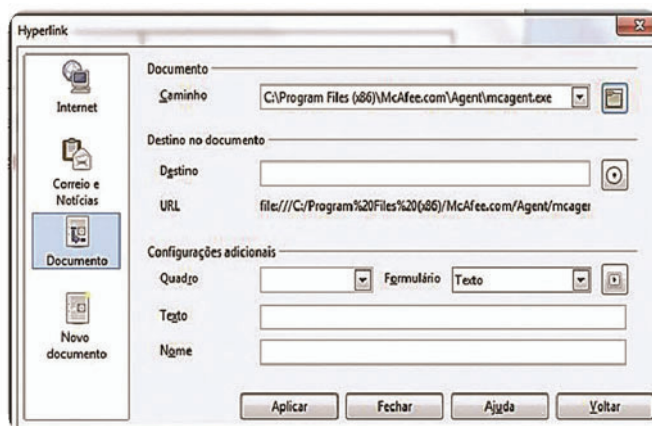 Hyperlink
Internet
Correio e
Notícias
Documento
Novo
documento
Documento
Caminho C:\Program Files (x86)\McAfee.com\Agent\mcagent.exe
Destino no documento
Destino
URL file:///C:/Program%20Files%20(x86)/McAfee.com/Agent/mcager
Configurações adicionais
Quadro Formulário Texto
Texto
Nome
Aplicar Fechar Ajuda Voltar